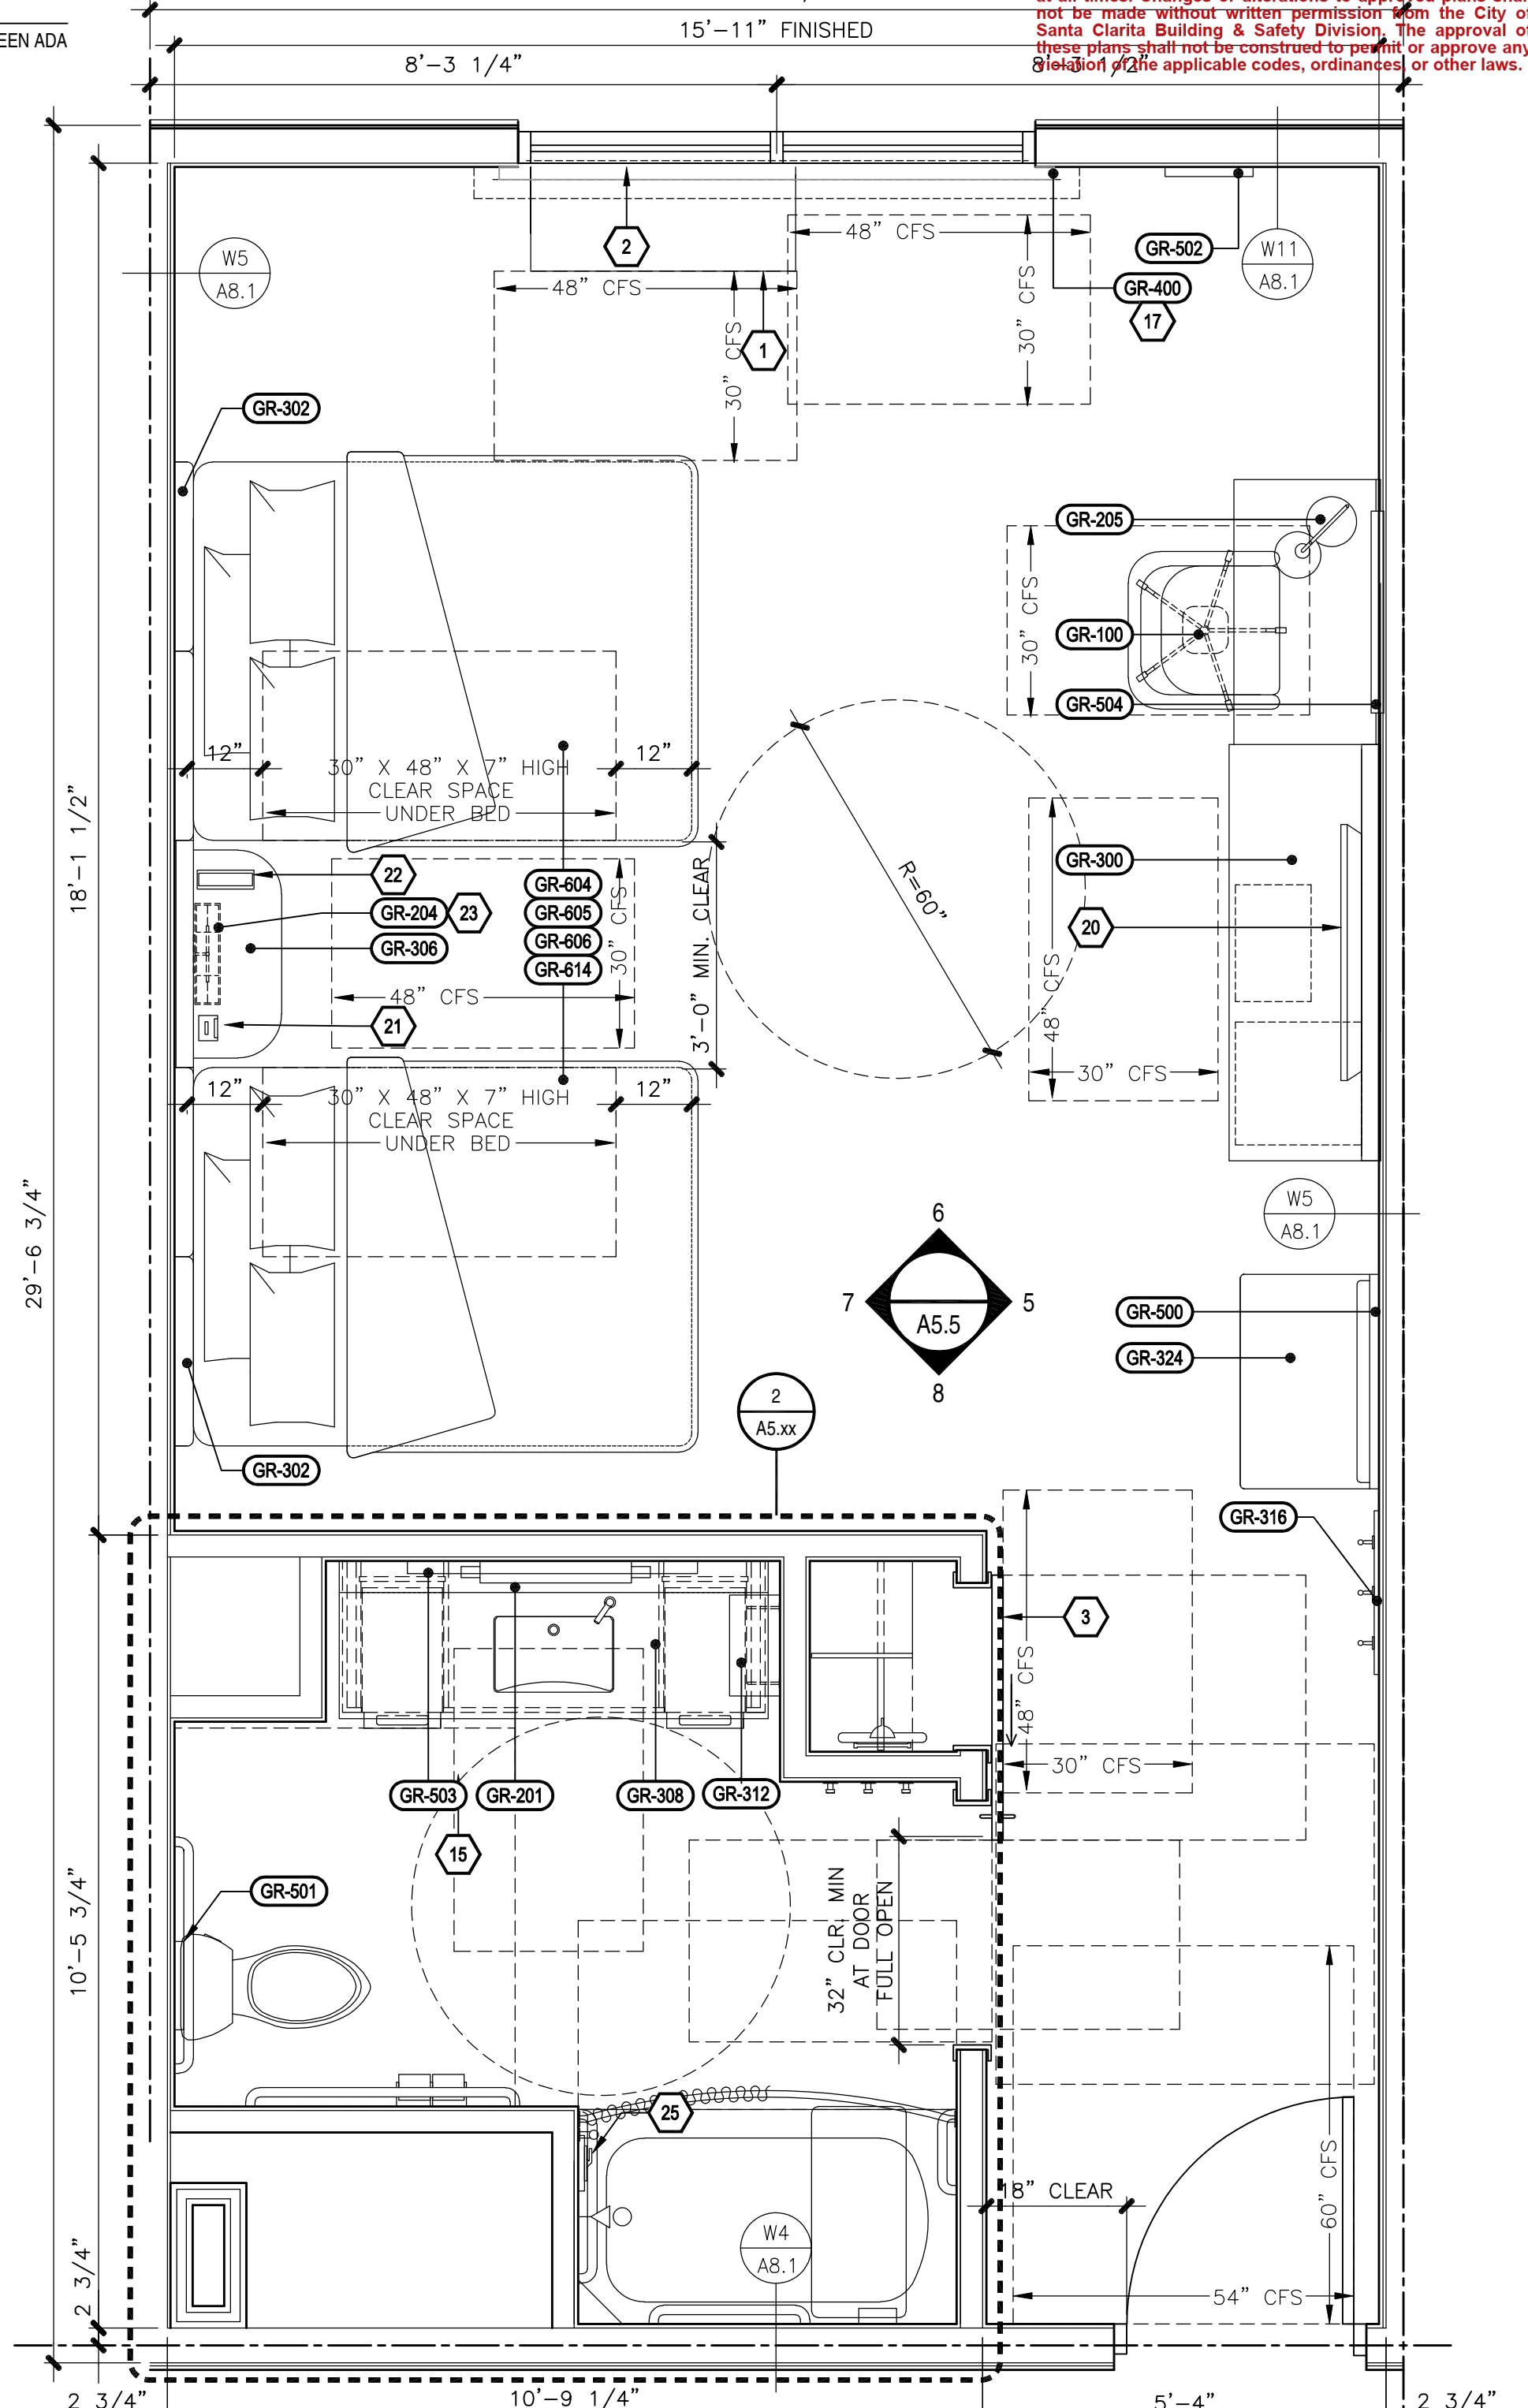 EEN ADA
not be made without written permission from the City of
Santa Clarita Building & Safety Division. The approval of
these plans shall not be construed to permit or approve any
violation of the applicable codes, ordinances, or other laws.
15'-11" FINISHED
8'-3 1/4"
8'-3 1/2"
W5
A8.1
2
48" CFS
30" CFS
48" CFS
30" CFS
1
GR-502
W11
A8.1
GR-400
17
GR-302
GR-205
30" CFS
GR-100
GR-504
12"
30" X 48" X 7" HIGH
CLEAR SPACE
UNDER BED
12"
18'-1 1/2"
29'-6 3/4"
22
GR-204
23
GR-306
21
GR-604
GR-605
GR-606
GR-614
30" CFS
48" CFS
3'-0" MIN. CLEAR
R=60"
GR-300
20
48" CFS
30" CFS
12"
30" X 48" X 7" HIGH
CLEAR SPACE
UNDER BED
12"
W5
A8.1
6
7
5
A5.5
8
GR-500
GR-324
2
A5.xx
GR-302
GR-316
3
48" CFS
30" CFS
GR-503
GR-201
GR-308
GR-312
15
GR-501
10'-5 3/4"
32" CLR. MIN
AT DOOR
FULL OPEN
25
18" CLEAR
60" CFS
54" CFS
W4
A8.1
2 3/4"
2 3/4"
10'-9 1/4"
5'-4"
2 3/4"